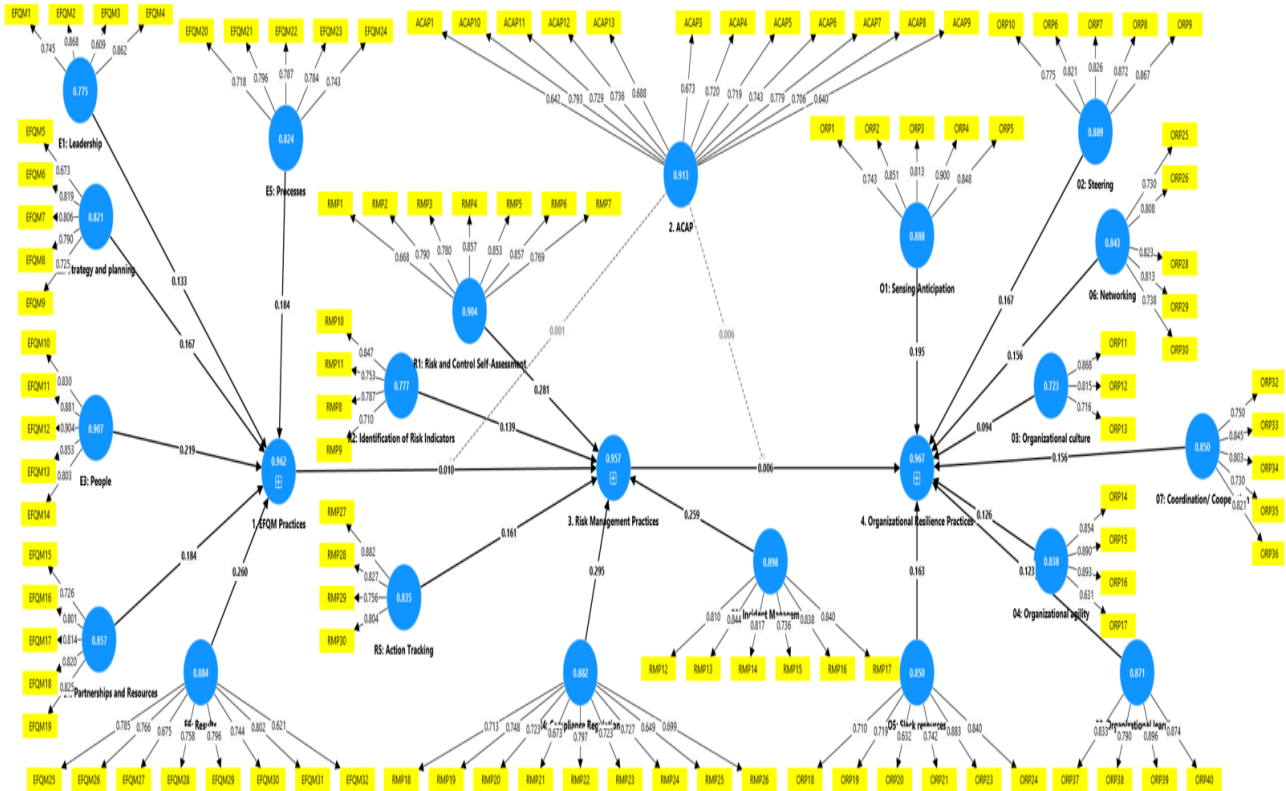 EFQM1 EFQM2 EFQM3 EFQM4
0.745 0.868 0.609 0.862
0.775
E1: Leadership
EFQM20 EFQM21 EFQM22 EFQM23 EFQM24
0.718 0.796 0.787 0.784 0.743
0.824
E5: Processes
ACAP1 ACAP10 ACAP11 ACAP12 ACAP13 ACAP3 ACAP4 ACAP5 ACAP6 ACAP7 ACAP8 ACAP9
0.642 0.793 0.729 0.736 0.688 0.673 0.720 0.719 0.743 0.779 0.706 0.640
0.913
2. ACAP
ORP10 ORP6 ORP7 ORP8 ORP9
0.775 0.821 0.826 0.872 0.867
0.889
02: Steering
ORP1 ORP2 ORP3 ORP4 ORP5
0.743 0.851 0.813 0.900 0.848
0.888
O1: Sensing Anticipation
EFQM5
EFQM6
EFQM7
EFQM8
EFQM9
0.673
0.819
0.806
0.790
0.725
0.821
trategy and planning
RMP1 RMP2 RMP3 RMP4 RMP5 RMP6 RMP7
0.668 0.790 0.780 0.857 0.853 0.857 0.769
0.904
R1: Risk and Control Self-Assessment
ORP25
ORP26
ORP28
ORP29
ORP30
0.730
0.808
0.823
0.813
0.738
0.843
06: Networking
RMP10
RMP11
RMP8
RMP9
0.847
0.753
0.787
0.710
0.777
2: Identification of Risk Indicators
ORP11
ORP12
ORP13
0.868
0.815
0.716
0.723
03: Organizational culture
EFQM10
EFQM11
EFQM12
EFQM13
EFQM14
0.830
0.881
0.904
0.853
0.803
0.907
E3: People
ORP32
ORP33
ORP34
ORP35
ORP36
0.750
0.845
0.803
0.730
0.821
0.850
07: Coordination/ Coope
0.133
0.167
0.184
0.219
0.184
0.260
0.962
1. EFQM Practices
0.001
0.006
0.281
0.139
0.010
0.161
0.295
0.259
0.957
3. Risk Management Practices
0.006
0.195
0.167
0.156
0.094
0.156
0.126
0.123
0.163
0.967
4. Organizational Resilience Practices
RMP27
RMP28
RMP29
RMP30
0.882
0.827
0.756
0.804
0.835
R5: Action Tracking
ORP14
ORP15
ORP16
ORP17
0.854
0.890
0.893
0.631
0.838
04: Organizational agility
EFQM15
EFQM16
EFQM17
EFQM18
EFQM19
0.726
0.801
0.814
0.820
0.825
0.857
Partnerships and Resources
0.898
Incident Managem
0.810 0.844 0.817 0.736 0.838 0.840
RMP12 RMP13 RMP14 RMP15 RMP16 RMP17
0.884
E6: Results
0.785 0.766 0.675 0.758 0.796 0.744 0.802 0.621
EFQM25 EFQM26 EFQM27 EFQM28 EFQM29 EFQM30 EFQM31 EFQM32
0.882
Compliance Regulation
0.713 0.748 0.723 0.673 0.797 0.723 0.727 0.649 0.699
RMP18 RMP19 RMP20 RMP21 RMP22 RMP23 RMP24 RMP25 RMP26
0.850
O5: Slack resources
0.710 0.719 0.632 0.742 0.883 0.840
ORP18 ORP19 ORP20 ORP21 ORP23 ORP24
0.871
Organizational learn
0.833 0.790 0.896 0.874
ORP37 ORP38 ORP39 ORP40